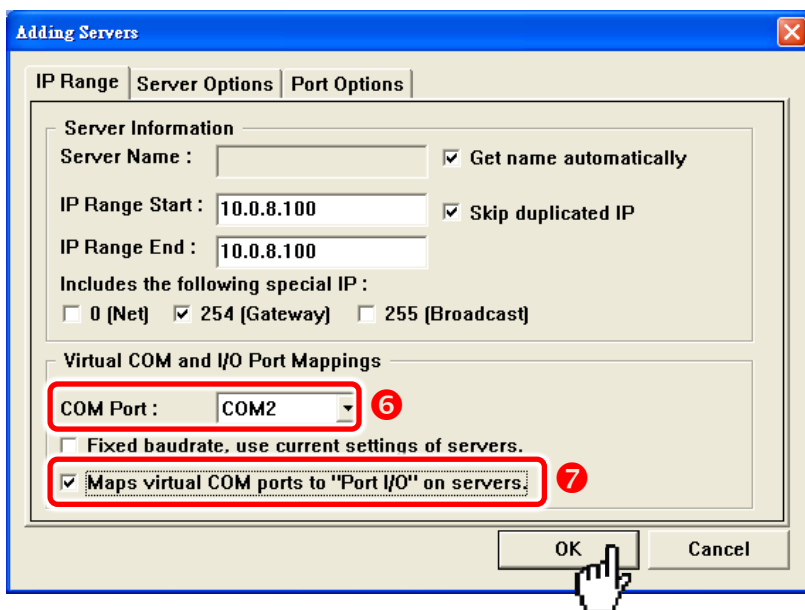 Adding Servers
IP Range Server Options Port Options
Server Information
Server Name : Get name automatically
IP Range Start : 10.0.8.100 Skip duplicated IP
IP Range End : 10.0.8.100
Includes the following special IP :
0 (Net) 254 (Gateway) 255 (Broadcast)
Virtual COM and I/O Port Mappings
COM Port : COM2 6
Fixed baudrate, use current settings of servers.
Maps virtual COM ports to "Port I/O" on servers. 7
OK Cancel